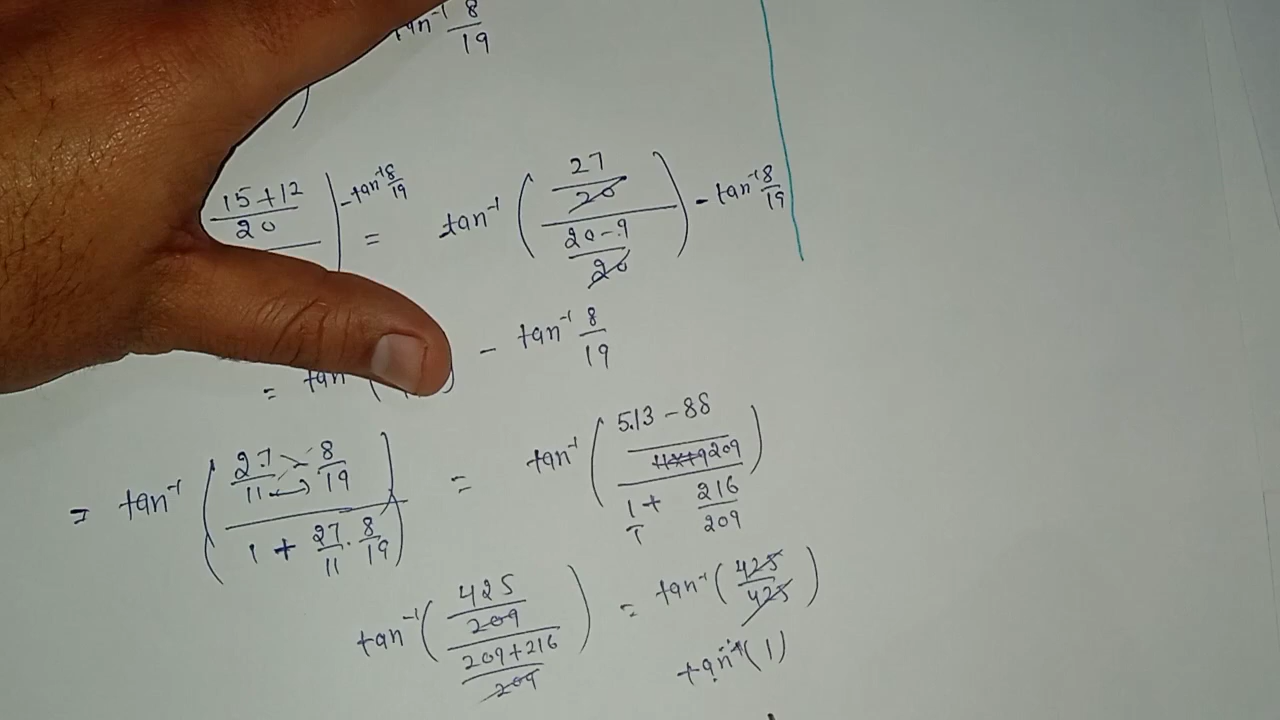 tan⁻¹ 8/19
)
(15+12)/20 ) - tan⁻¹ 8/19 = tan⁻¹ ( (27/20) / ((20-9)/20) ) - tan⁻¹ 8/19
= tan ( ) - tan⁻¹ 8/19
= tan⁻¹ ( (27/11 - 8/19) / (1 + 27/11 . 8/19) ) = tan⁻¹ ( ((513 - 88)/209) / (1/1 + 216/209) )
tan⁻¹ ( (425/209) / ((209+216)/209) ) = tan⁻¹ ( 425/425 )
tan⁻¹ (1)